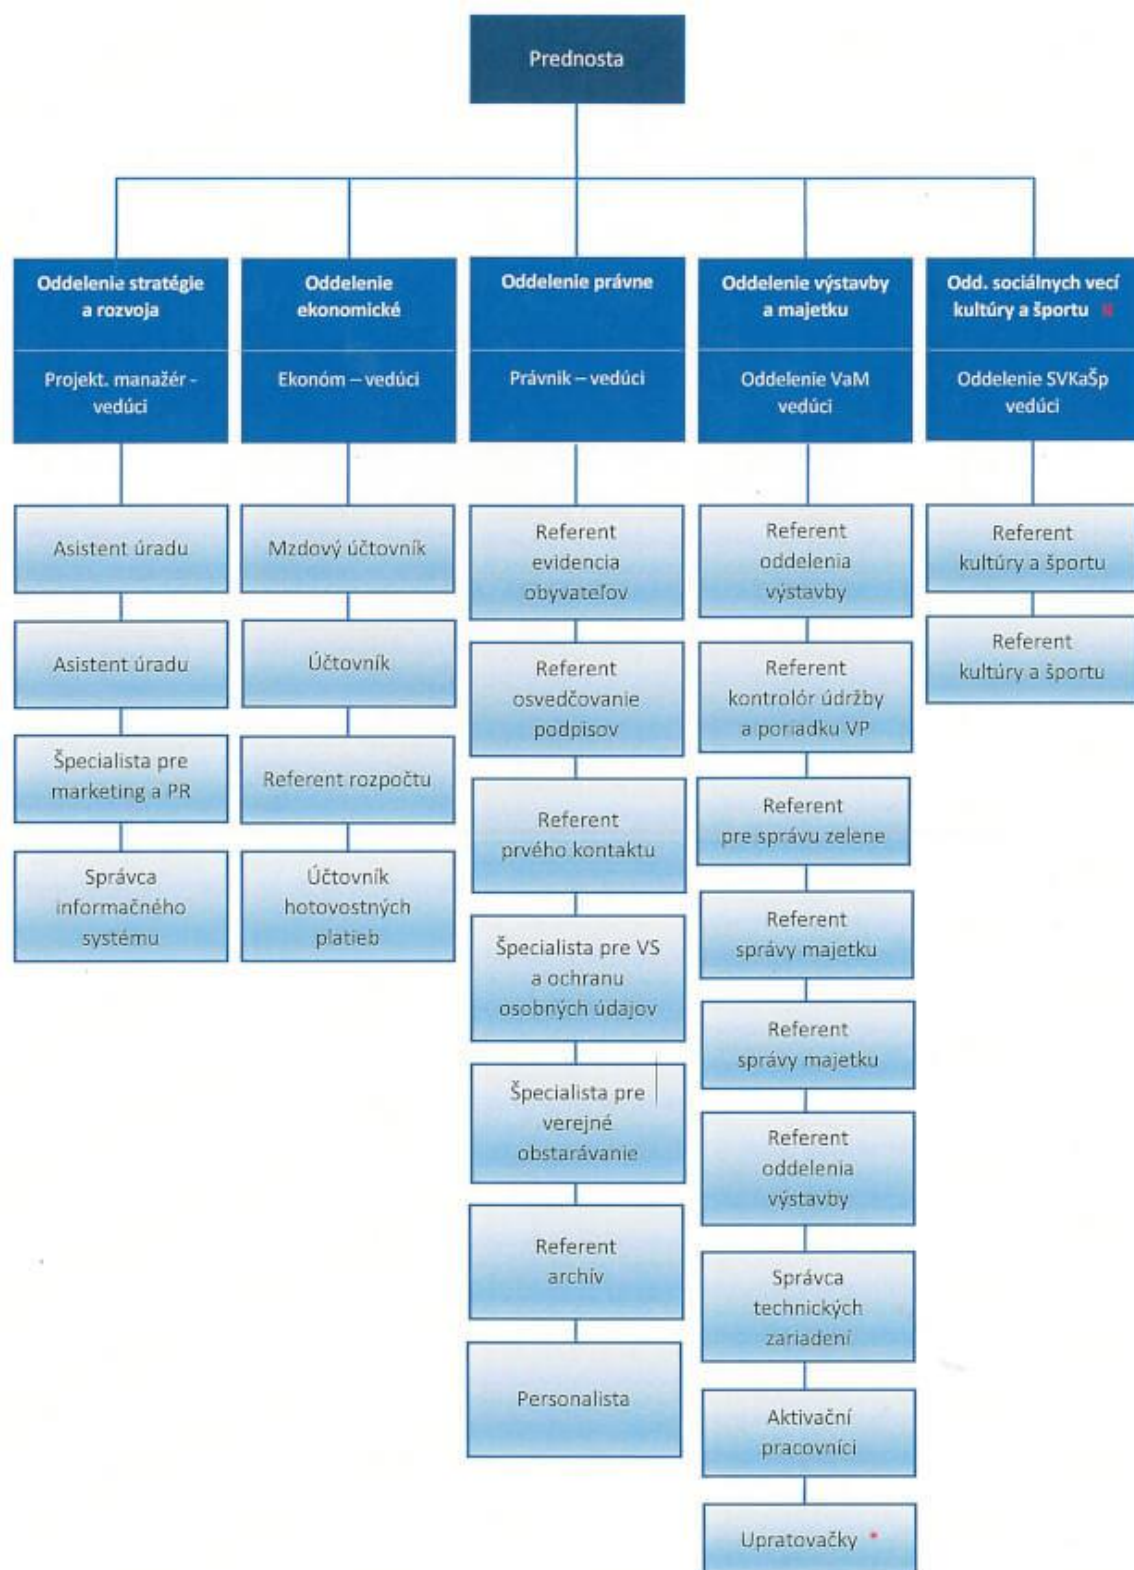 Prednosta
Oddelenie stratégie
a rozvoja
Projekt. manažér -
vedúci
Asistent úradu
Asistent úradu
Špecialista pre
marketing a PR
Správca
informačného
systému
Oddelenie
ekonomické
Ekonóm – vedúci
Mzdový účtovník
Účtovník
Referent rozpočtu
Účtovník
hotovostných
platieb
Oddelenie právne
Právnik – vedúci
Referent
evidencia
obyvateľov
Referent
osvedčovanie
podpisov
Referent
prvého kontaktu
Špecialista pre VS
a ochranu
osobných údajov
Špecialista pre
verejné
obstarávanie
Referent
archív
Personalista
Oddelenie výstavby
a majetku
Oddelenie VaM
vedúci
Referent
oddelenia
výstavby
Referent
kontrolór údržby
a poriadku VP
Referent
pre správu zelene
Referent
správy majetku
Referent
správy majetku
Referent
oddelenia
výstavby
Správca
technických
zariadení
Aktivační
pracovníci
Upratovačky *
Odd. sociálnych vecí
kultúry a športu
Oddelenie SVKaŠp
vedúci
Referent
kultúry a športu
Referent
kultúry a športu